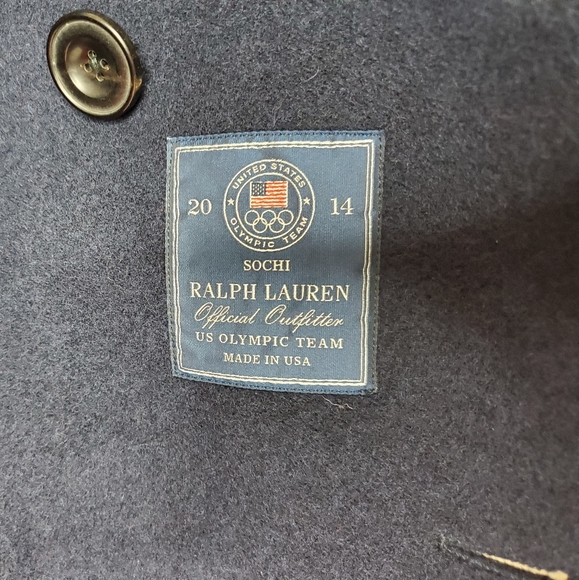 UNITED STATES
OLYMPIC TEAM
20 14
SOCHI
RALPH LAUREN
Official Outfitter
US OLYMPIC TEAM
MADE IN USA